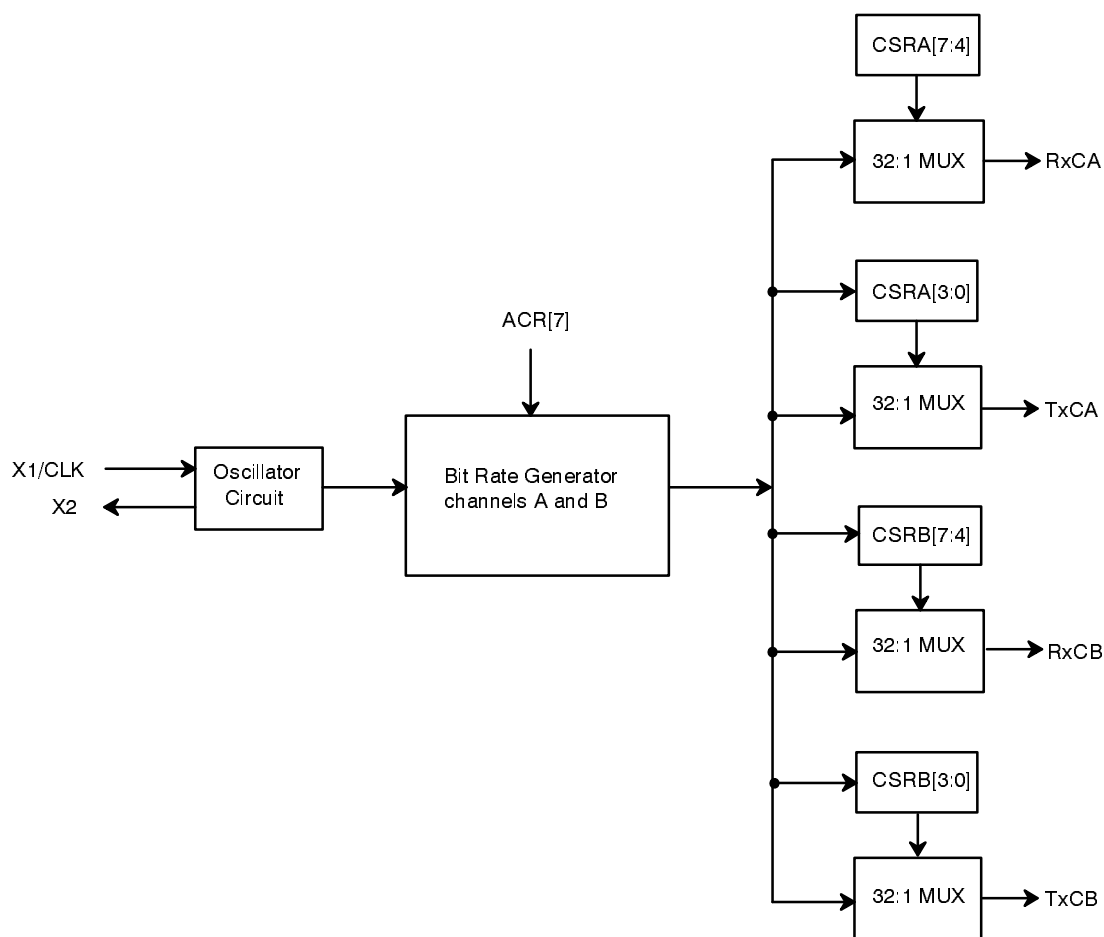 CSRA[7:4]
32:1 MUX
RxCA
CSRA[3:0]
ACR[7]
32:1 MUX
TxCA
X1/CLK
X2
Oscillator
Circuit
Bit Rate Generator
channels A and B
CSRB[7:4]
32:1 MUX
RxCB
CSRB[3:0]
32:1 MUX
TxCB